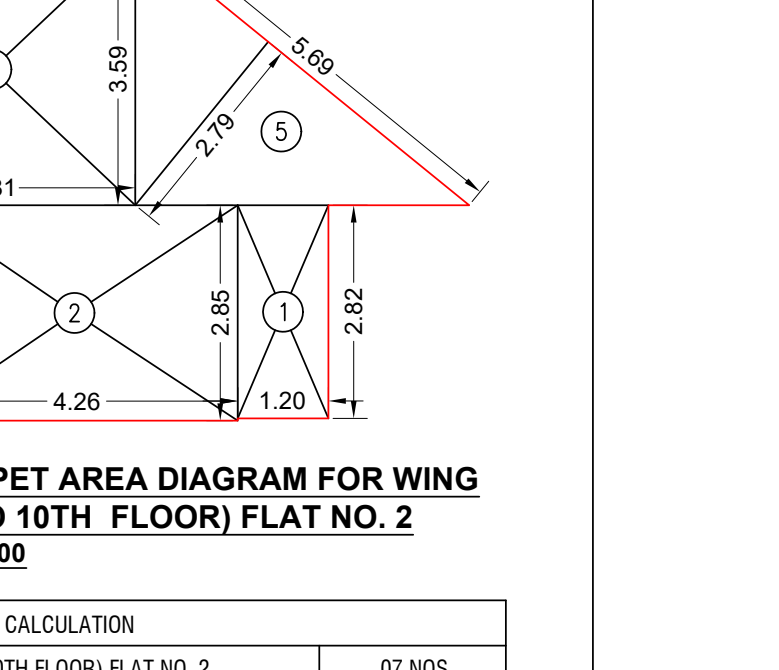 5.69
3.59
2.79
5
31
2
2.85
1
2.82
4.26
1.20
PET AREA DIAGRAM FOR WING
10TH FLOOR) FLAT NO. 2
00
CALCULATION
0TH FLOOR) FLAT NO. 2
07 NOS